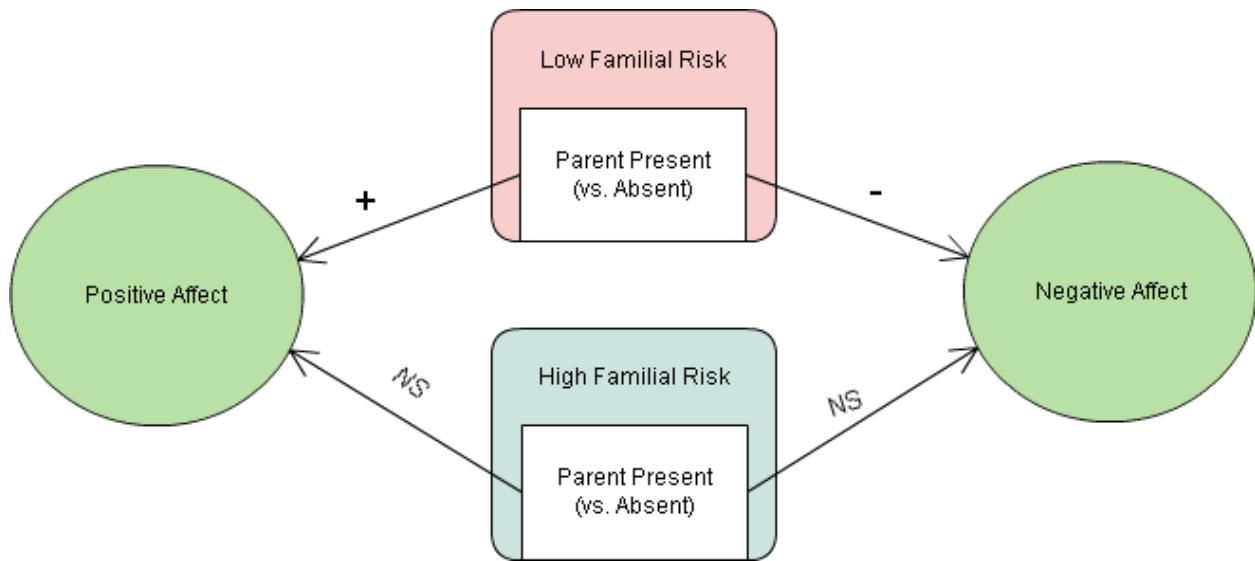 Low Familial Risk
Parent Present
(vs. Absent)
+
-
Positive Affect
Negative Affect
High Familial Risk
NS
NS
Parent Present
(vs. Absent)